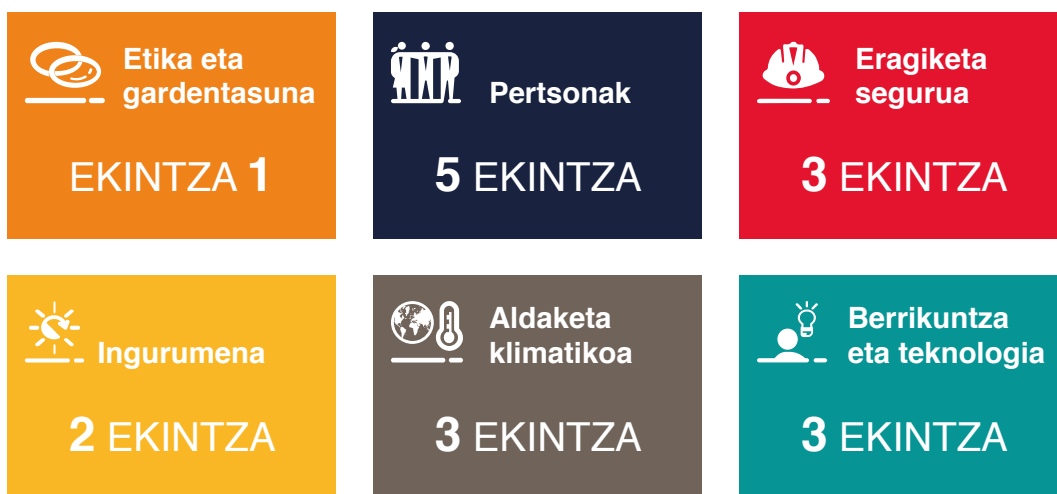 Etika eta
gardentasuna
EKINTZA 1
Pertsonak
5 EKINTZA
Eragiketa
segurua
3 EKINTZA
Ingurumena
2 EKINTZA
Aldaketa
klimatikoa
3 EKINTZA
Berrikuntza
eta teknologia
3 EKINTZA